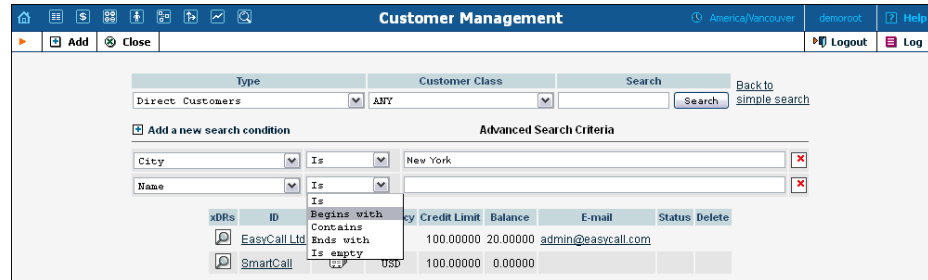 Customer Management America/Vancouver demoroot Help
Add Close Logout Log
Type Customer Class Search
Back to simple search
Direct Customers ANY Search
Add a new search condition Advanced Search Criteria
City Is New York
Name Is
Is
Begins with
Contains
Ends with
Is empty
xDRs ID cy Credit Limit Balance E-mail Status Delete
EasyCall Ltd 100.00000 20.00000 admin@easycall.com
SmartCall USD 100.00000 0.00000